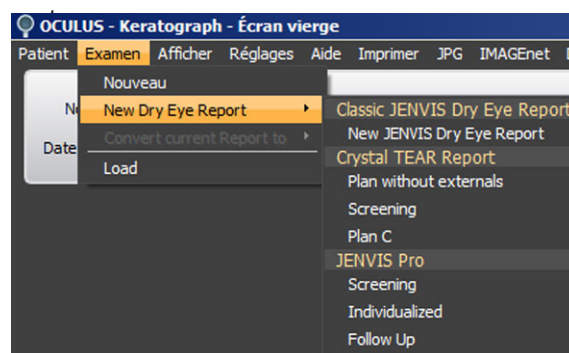 OCULUS - Keratograph - Écran vierge
Patient Examen Afficher Réglages Aide Imprimer JPG IMAGEnet
Nouveau
New Dry Eye Report
Classic JENVIS Dry Eye Report
Date
Convert current Report to
New JENVIS Dry Eye Report
Load
Crystal TEAR Report
Plan without externals
Screening
Plan C
JENVIS Pro
Screening
Individualized
Follow Up